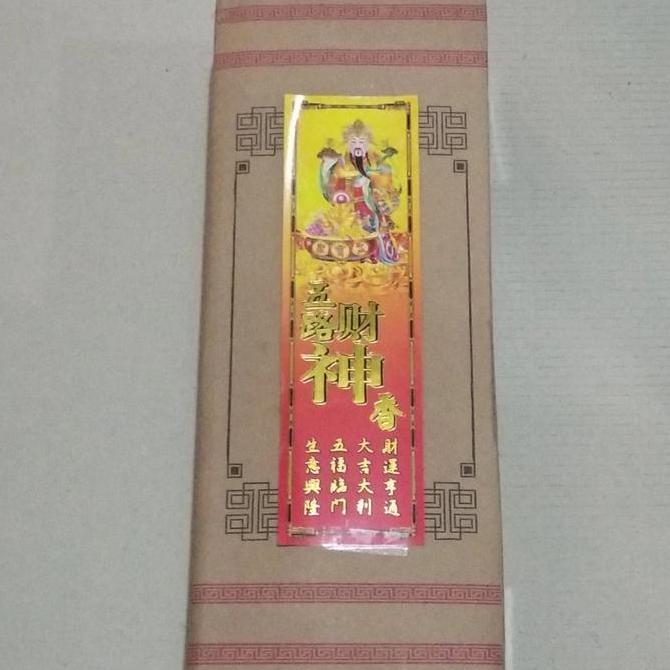 五路财神香
財運亨通
大吉大利
五福臨门
生意興隆